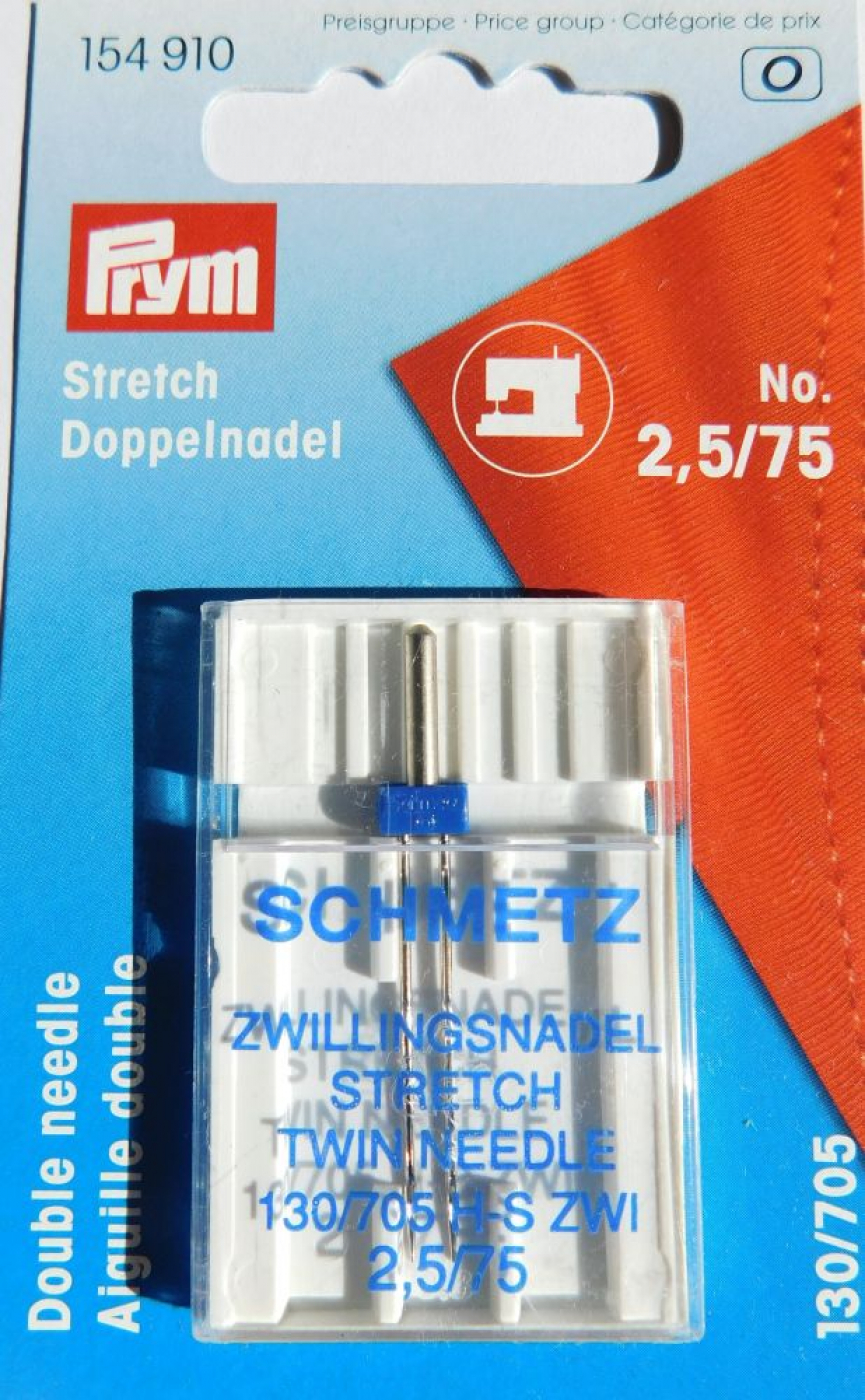 Preisgruppe · Price group · Catégorie de prix
154 910
O
Prym
Stretch
Doppelnadel
No.
2,5/75
SCHMETZ
ZWILLINGSNADEL
STRETCH
TWIN NEEDLE
130/705 H-S ZWI
2,5/75
Double needle
Aiguille double
130/705